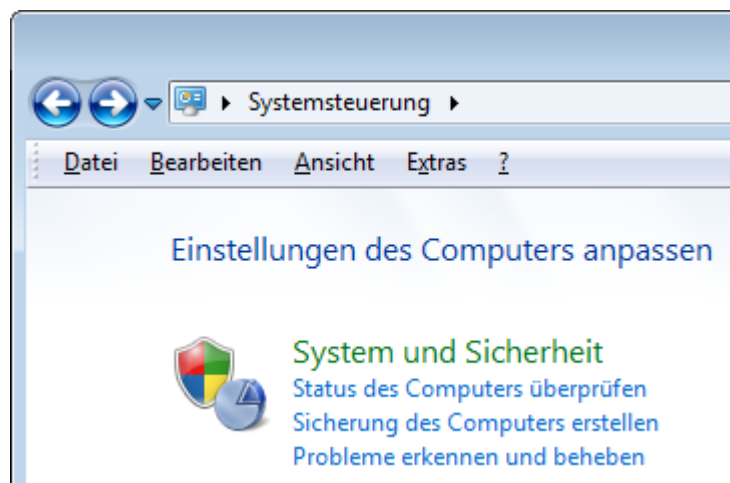 Systemsteuerung
Datei Bearbeiten Ansicht Extras ?
Einstellungen des Computers anpassen
System und Sicherheit
Status des Computers überprüfen
Sicherung des Computers erstellen
Probleme erkennen und beheben